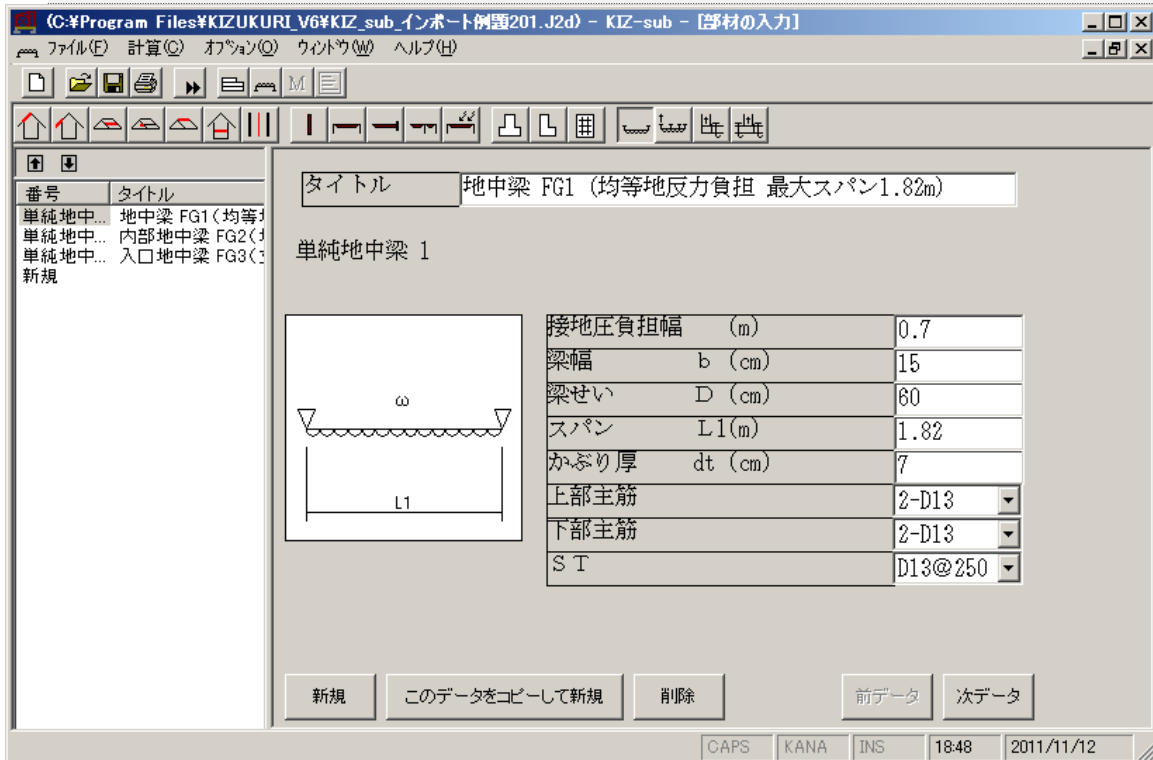 (C:¥Program Files¥KIZUKURI_V6¥KIZ_sub_インポート例題201.J2d) - KIZ-sub - [部材の入力]
ファイル(F) 計算(C) オプション(O) ウィンドウ(W) ヘルプ(H)
M
番号 タイトル
単純地中... 地中梁 FG1(均等地
単純地中... 内部地中梁 FG2(
単純地中... 入口地中梁 FG3(
新規
タイトル 地中梁 FG1 (均等地反力負担 最大スパン1.82m)
単純地中梁 1
ω
L1
接地圧負担幅 (m) 0.7
梁幅 b (cm) 15
梁せい D (cm) 60
スパン L1(m) 1.82
かぶり厚 dt (cm) 7
上部主筋 2-D13
下部主筋 2-D13
ST D13@250
新規 このデータをコピーして新規 削除 前データ 次データ
CAPS KANA INS 18:48 2011/11/12